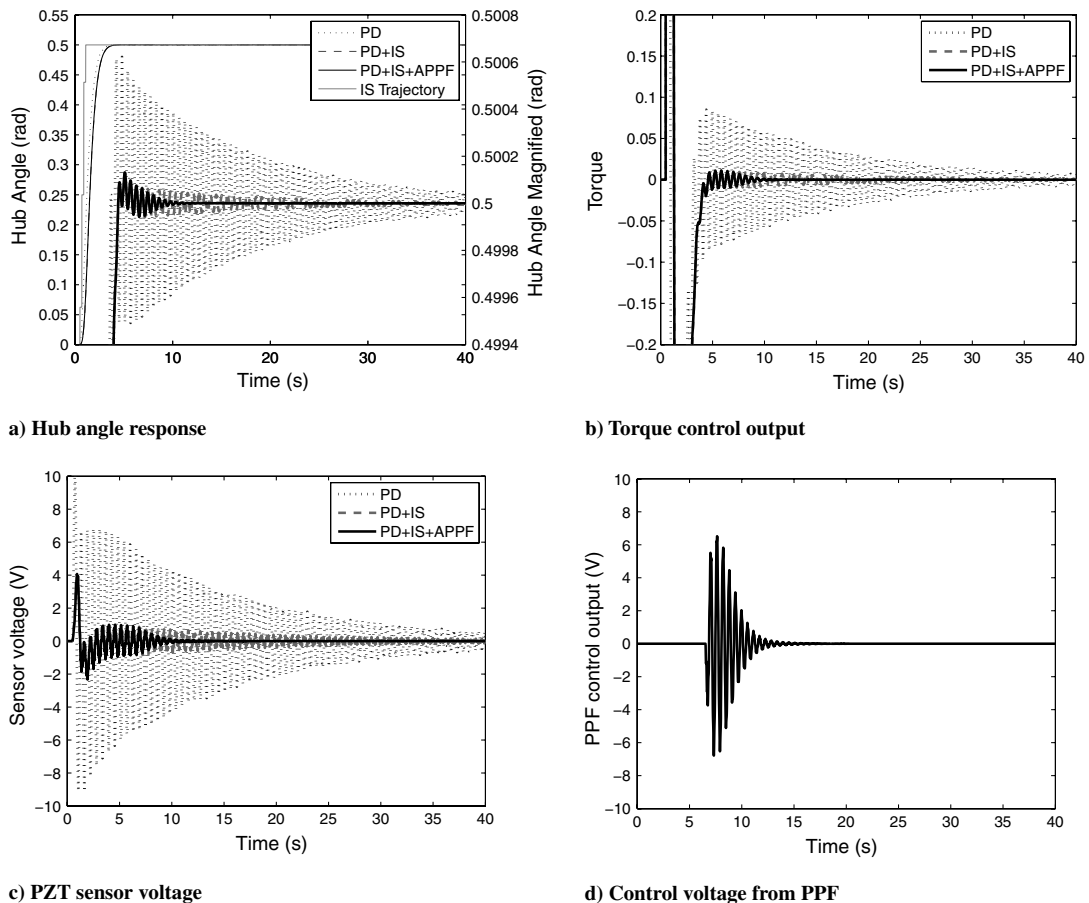 0.55
0.5
0.45
0.4
0.35
0.3
0.25
0.2
0.15
0.1
0.05
0
Hub Angle (rad)
PD
PD+IS
PD+IS+APPF
IS Trajectory
0.5008
0.5006
0.5004
0.5002
0.5000
0.4998
0.4996
0.4994
Hub Angle Magnified (rad)
0 10 20 30 40
Time (s)
a) Hub angle response
0.2
0.15
0.1
0.05
0
−0.05
−0.1
−0.15
−0.2
Torque
PD
PD+IS
PD+IS+APPF
0 5 10 15 20 25 30 35 40
Time (s)
b) Torque control output
10
8
6
4
2
0
−2
−4
−6
−8
−10
Sensor voltage (V)
PD
PD+IS
PD+IS+APPF
0 5 10 15 20 25 30 35 40
Time (s)
c) PZT sensor voltage
10
8
6
4
2
0
−2
−4
−6
−8
−10
PPF control output (V)
0 5 10 15 20 25 30 35 40
Time (s)
d) Control voltage from PPF